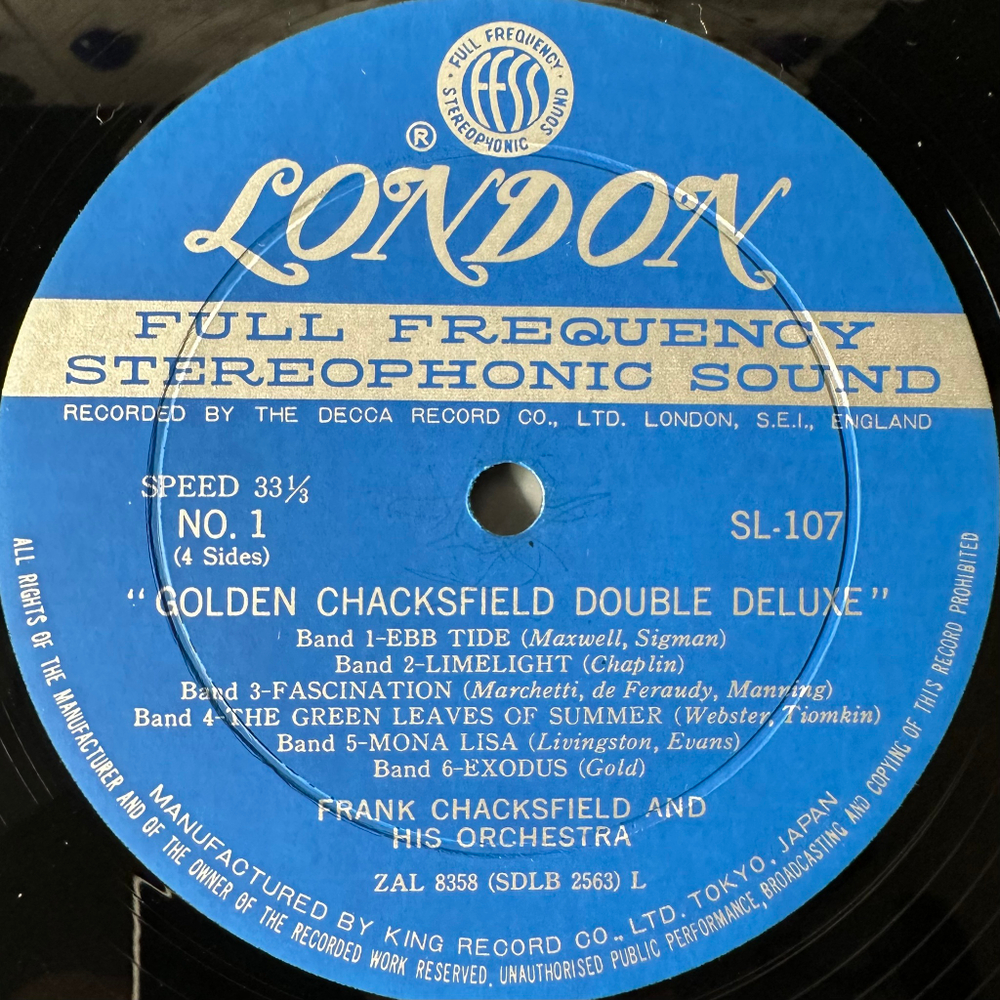 FULL FREQUENCY
FFSS
STEREOPHONIC SOUND
®
LONDON
FULL FREQUENCY
STEREOPHONIC SOUND
RECORDED BY THE DECCA RECORD CO., LTD. LONDON, S.E.I., ENGLAND
SPEED 33⅓
NO. 1
(4 Sides)
SL-107
"GOLDEN CHACKSFIELD DOUBLE DELUXE"
Band 1-EBB TIDE (Maxwell, Sigman)
Band 2-LIMELIGHT (Chaplin)
Band 3-FASCINATION (Marchetti, de Feraudy, Manning)
Band 4-THE GREEN LEAVES OF SUMMER (Webster, Tiomkin)
Band 5-MONA LISA (Livingston, Evans)
Band 6-EXODUS (Gold)
FRANK CHACKSFIELD AND
HIS ORCHESTRA
ZAL 8358 (SDLB 2563) L
MANUFACTURED BY KING RECORD CO., LTD. TOKYO. JAPAN
ALL RIGHTS OF THE MANUFACTURER AND OF THE OWNER OF THE RECORDED WORK RESERVED. UNAUTHORISED PUBLIC PERFORMANCE, BROADCASTING AND COPYING OF THIS RECORD PROHIBITED